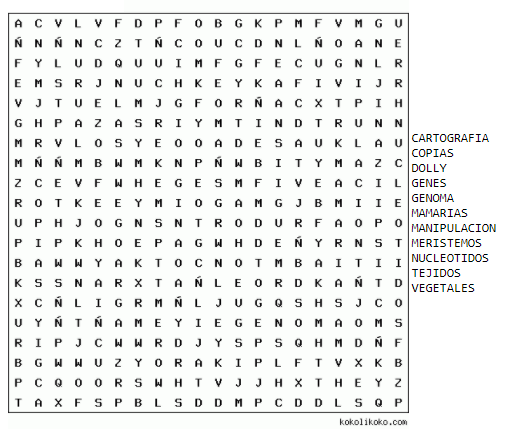 A C V L V F D P F O B G K P M F V M G U
Ñ N Ñ N C Z T Ñ C O U C D N L Ñ O A N E
F Y L U D Q U U I M F G F E C U G N L R
E M S R J N U C H K E Y K A F I V I J R
V J T U E L M J G F O R Ñ A C X T P I H
G H P A Z A S R I Y M T I N D T R U N N
M R V L O S Y E O O A D E S A U K L A U
M Ñ Ñ M B W M K N P Ñ W B I T Y M A Z C
Z C E V F W H E G E S M F I V E A C I L
R O T K E E Y M I O G A M G J B M I I E
U P H J O G N S N T R O D U R F A O P O
P I P K H O E P A G W H D E Ñ Y R N S T
B A W W Y A K T O C N O T M B A I T I I
K S S N A R X T A Ñ L E O R D K A Ñ T D
X C Ñ L I G R M Ñ L J U G Q S H S J C O
U Y Ñ T Ñ A M E Y I E G E N O M A O M S
R I P J C W W R D J Y S P S Q H M D Ñ F
B G W W U Z Y O R A K I P L F T V X K B
P C Q O O R S W H T V J J H X T H E Y Z
T A X F S P B L S D D M P C D D L S Q P
CARTOGRAFIA
COPIAS
DOLLY
GENES
GENOMA
MAMARIAS
MANIPULACION
MERISTEMOS
NUCLEOTIDOS
TEJIDOS
VEGETALES
kokolikoko.com